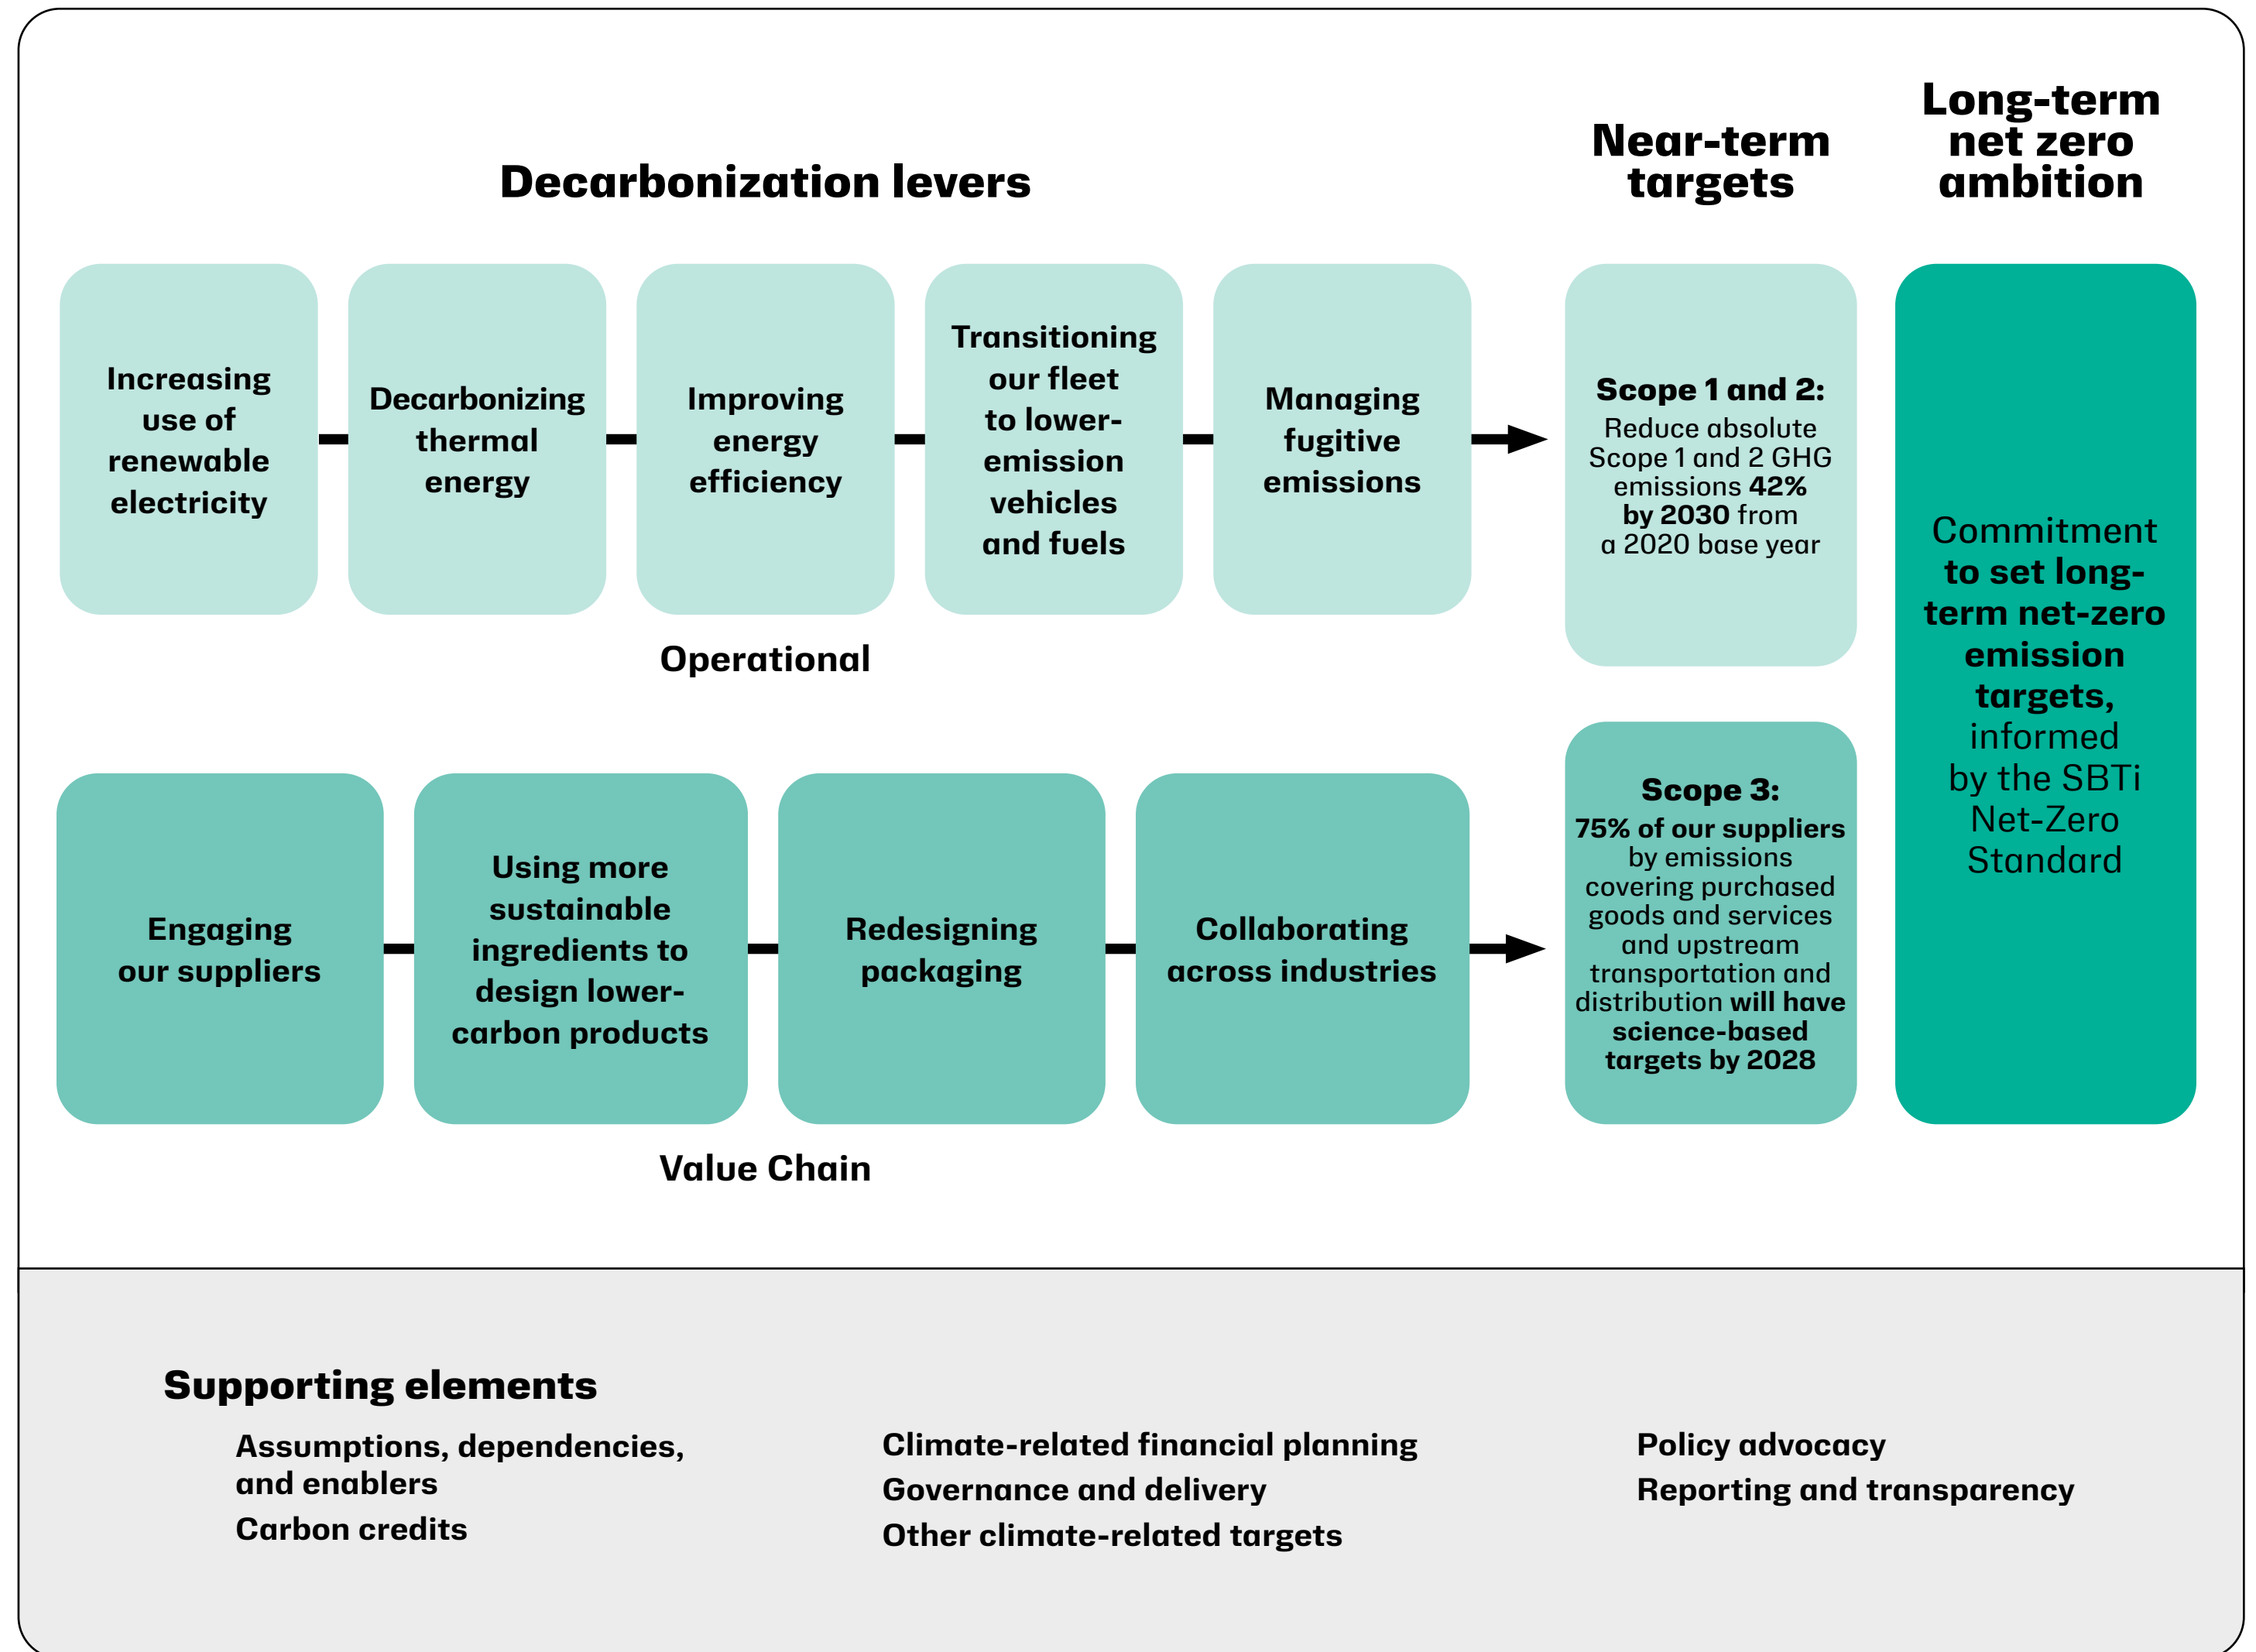 Decarbonization levers
Near-term
targets
Long-term
net zero
ambition
Increasing
use of
renewable
electricity
Decarbonizing
thermal
energy
Improving
energy
efficiency
Transitioning
our fleet
to lower-
emission
vehicles
and fuels
Managing
fugitive
emissions
Operational
Scope 1 and 2:
Reduce absolute
Scope 1 and 2 GHG
emissions 42%
by 2030 from
a 2020 base year
Engaging
our suppliers
Using more
sustainable
ingredients to
design lower-
carbon products
Redesigning
packaging
Collaborating
across industries
Value Chain
Scope 3:
75% of our suppliers
by emissions
covering purchased
goods and services
and upstream
transportation and
distribution will have
science-based
targets by 2028
Commitment
to set long-
term net-zero
emission
targets,
informed
by the SBTi
Net-Zero
Standard
Supporting elements
Assumptions, dependencies,
and enablers
Carbon credits
Climate-related financial planning
Governance and delivery
Other climate-related targets
Policy advocacy
Reporting and transparency